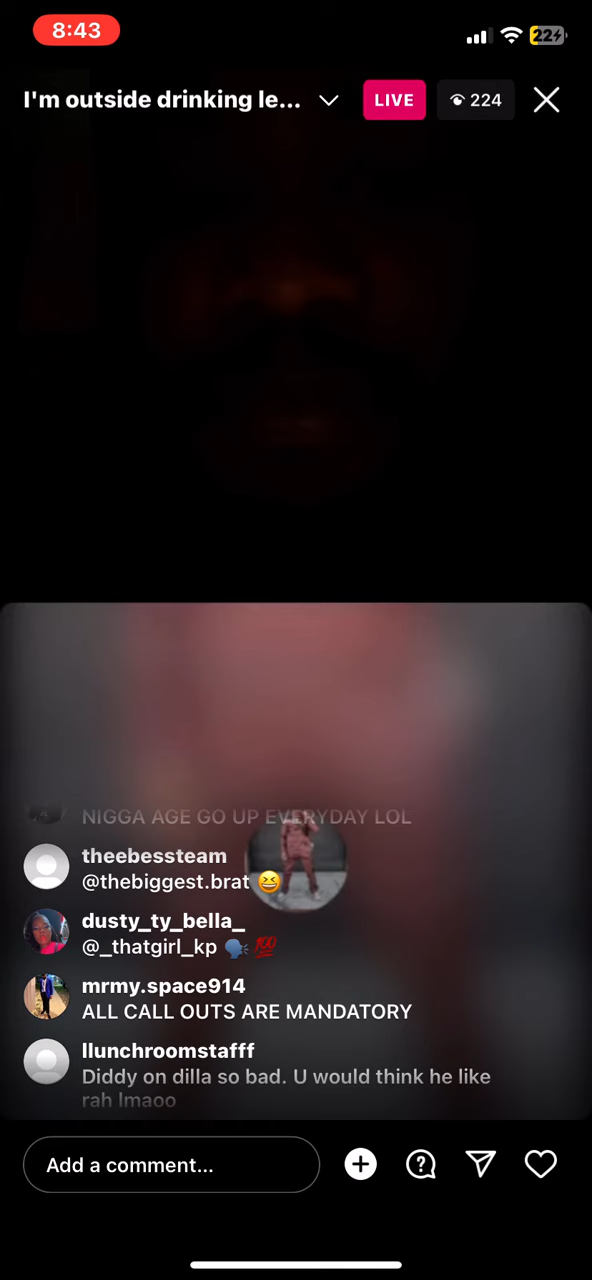 8:43
22
I'm outside drinking le...
LIVE
224
NIGGA AGE GO UP EVERYDAY LOL
theebessteam
@thebiggest.brat 😆
dusty_ty_bella_
@_thatgirl_kp 🗣️ 💯
mrmy.space914
ALL CALL OUTS ARE MANDATORY
llunchroomstafff
Diddy on dilla so bad. U would think he like
rah lmaoo
Add a comment...